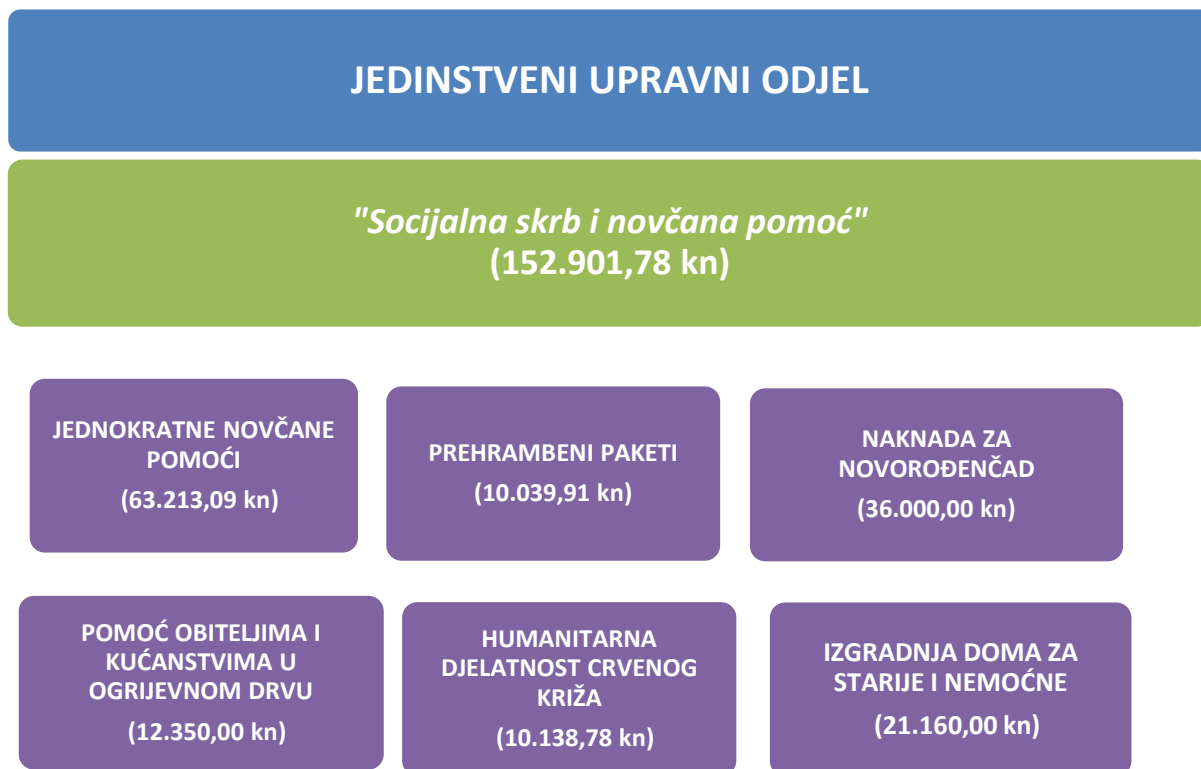 JEDINSTVENI UPRAVNI ODJEL
"Socijalna skrb i novčana pomoć"
(152.901,78 kn)
JEDNOKRATNE NOVČANE
POMOĆI
(63.213,09 kn)
PREHRAMBENI PAKETI
(10.039,91 kn)
NAKNADA ZA
NOVOROĐENČAD
(36.000,00 kn)
POMOĆ OBITELJIMA I
KUĆANSTVIMA U
OGRIJEVNOM DRVU
(12.350,00 kn)
HUMANITARNA
DJELATNOST CRVENOG
KRIŽA
(10.138,78 kn)
IZGRADNJA DOMA ZA
STARIJE I NEMOĆNE
(21.160,00 kn)